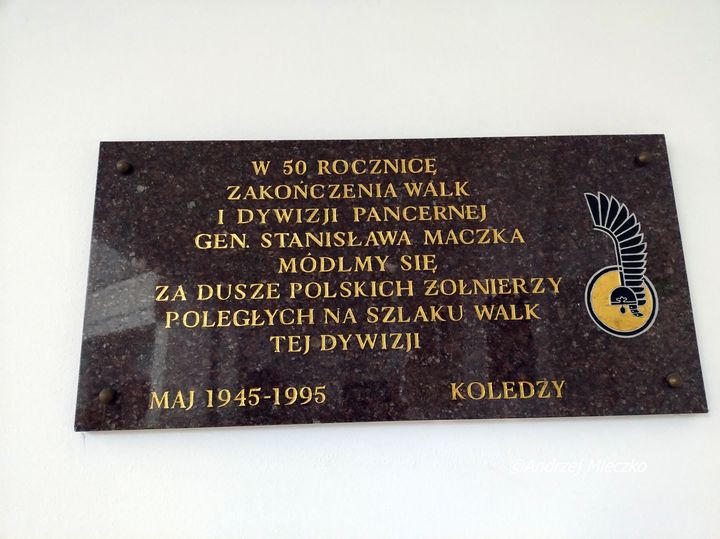 W 50 ROCZNICĘ
ZAKOŃCZENIA WALK
I DYWIZJI PANCERNEJ
GEN. STANISŁAWA MACZKA
MÓDLMY SIĘ
ZA DUSZE POLSKICH ŻOŁNIERZY
POLEGŁYCH NA SZLAKU WALK
TEJ DYWIZJI
MAJ 1945-1995 KOLEDZY
©Andrzej Mleczko